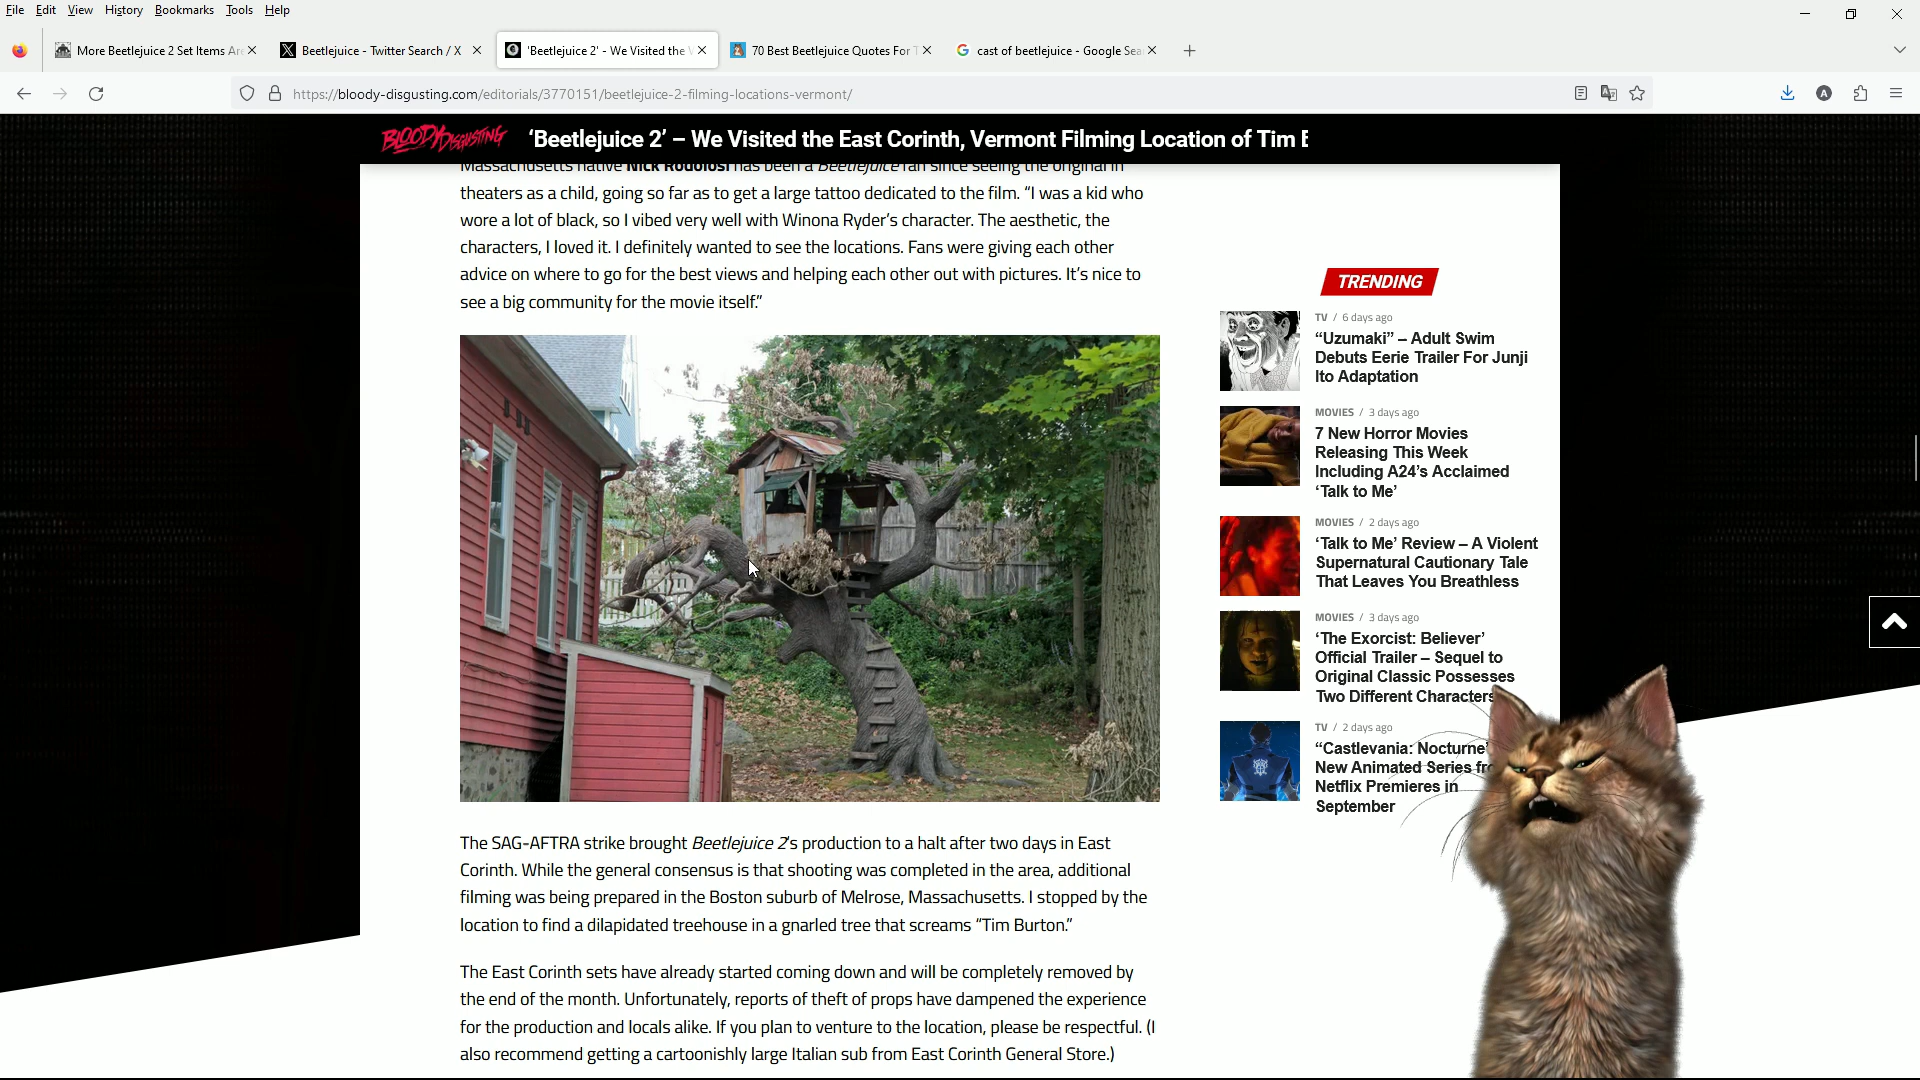 File Edit View History Bookmarks Tools Help
More Beetlejuice 2 Set Items Ar
Beetlejuice - Twitter Search / X
'Beetlejuice 2' - We Visited the
70 Best Beetlejuice Quotes For T
cast of beetlejuice - Google Sea
https://bloody-disgusting.com/editorials/3770151/beetlejuice-2-filming-locations-vermont/
A
BLOODY DISGUSTING
‘Beetlejuice 2’ – We Visited the East Corinth, Vermont Filming Location of Tim B
Massachusetts native Nick Rodolosi has been a Beetlejuice fan since seeing the original in
theaters as a child, going so far as to get a large tattoo dedicated to the film. “I was a kid who
wore a lot of black, so I vibed very well with Winona Ryder’s character. The aesthetic, the
characters, I loved it. I definitely wanted to see the locations. Fans were giving each other
advice on where to go for the best views and helping each other out with pictures. It’s nice to
see a big community for the movie itself.”
The SAG-AFTRA strike brought Beetlejuice 2’s production to a halt after two days in East
Corinth. While the general consensus is that shooting was completed in the area, additional
filming was being prepared in the Boston suburb of Melrose, Massachusetts. I stopped by the
location to find a dilapidated treehouse in a gnarled tree that screams “Tim Burton.”
The East Corinth sets have already started coming down and will be completely removed by
the end of the month. Unfortunately, reports of theft of props have dampened the experience
for the production and locals alike. If you plan to venture to the location, please be respectful. (I
also recommend getting a cartoonishly large Italian sub from East Corinth General Store.)
TRENDING
TV / 6 days ago
“Uzumaki” – Adult Swim
Debuts Eerie Trailer For Junji
Ito Adaptation
MOVIES / 3 days ago
7 New Horror Movies
Releasing This Week
Including A24’s Acclaimed
‘Talk to Me’
MOVIES / 2 days ago
‘Talk to Me’ Review – A Violent
Supernatural Cautionary Tale
That Leaves You Breathless
MOVIES / 3 days ago
‘The Exorcist: Believer’
Official Trailer – Sequel to
Original Classic Possesses
Two Different Characters
TV / 2 days ago
“Castlevania: Nocturne”
New Animated Series fro
Netflix Premieres in
September